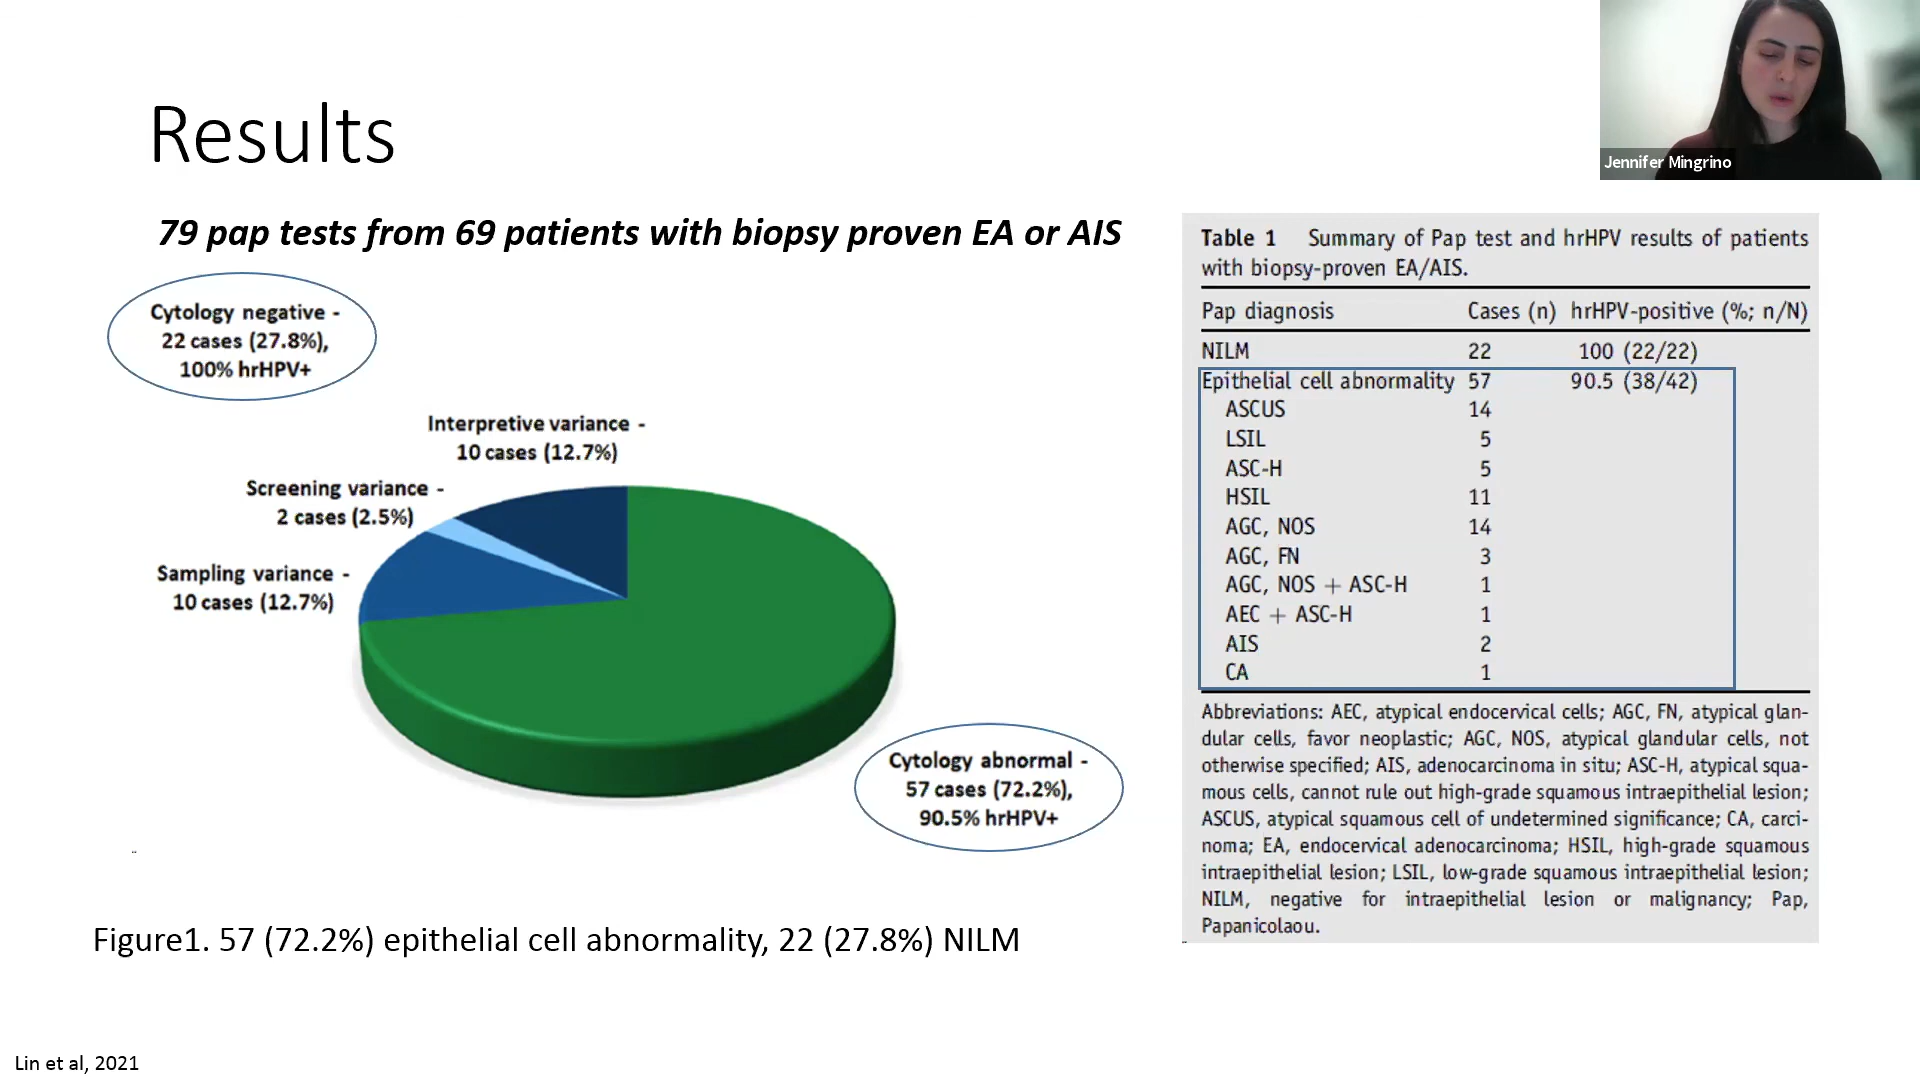 Results
Jennifer Mingrino
79 pap tests from 69 patients with biopsy proven EA or AIS
Cytology negative -
22 cases (27.8%),
100% hrHPV+
Interpretive variance -
10 cases (12.7%)
Screening variance -
2 cases (2.5%)
Sampling variance -
10 cases (12.7%)
Cytology abnormal -
57 cases (72.2%),
90.5% hrHPV+
Figure1. 57 (72.2%) epithelial cell abnormality, 22 (27.8%) NILM
Table 1 Summary of Pap test and hrHPV results of patients
with biopsy-proven EA/AIS.
Pap diagnosis Cases (n) hrHPV-positive (%; n/N)
NILM 22 100 (22/22)
Epithelial cell abnormality 57 90.5 (38/42)
ASCUS 14
LSIL 5
ASC-H 5
HSIL 11
AGC, NOS 14
AGC, FN 3
AGC, NOS + ASC-H 1
AEC + ASC-H 1
AIS 2
CA 1
Abbreviations: AEC, atypical endocervical cells; AGC, FN, atypical glan-
dular cells, favor neoplastic; AGC, NOS, atypical glandular cells, not
otherwise specified; AIS, adenocarcinoma in situ; ASC-H, atypical squa-
mous cells, cannot rule out high-grade squamous intraepithelial lesion;
ASCUS, atypical squamous cell of undetermined significance; CA, carci-
noma; EA, endocervical adenocarcinoma; HSIL, high-grade squamous
intraepithelial lesion; LSIL, low-grade squamous intraepithelial lesion;
NILM, negative for intraepithelial lesion or malignancy; Pap,
Papanicolaou.
Lin et al, 2021